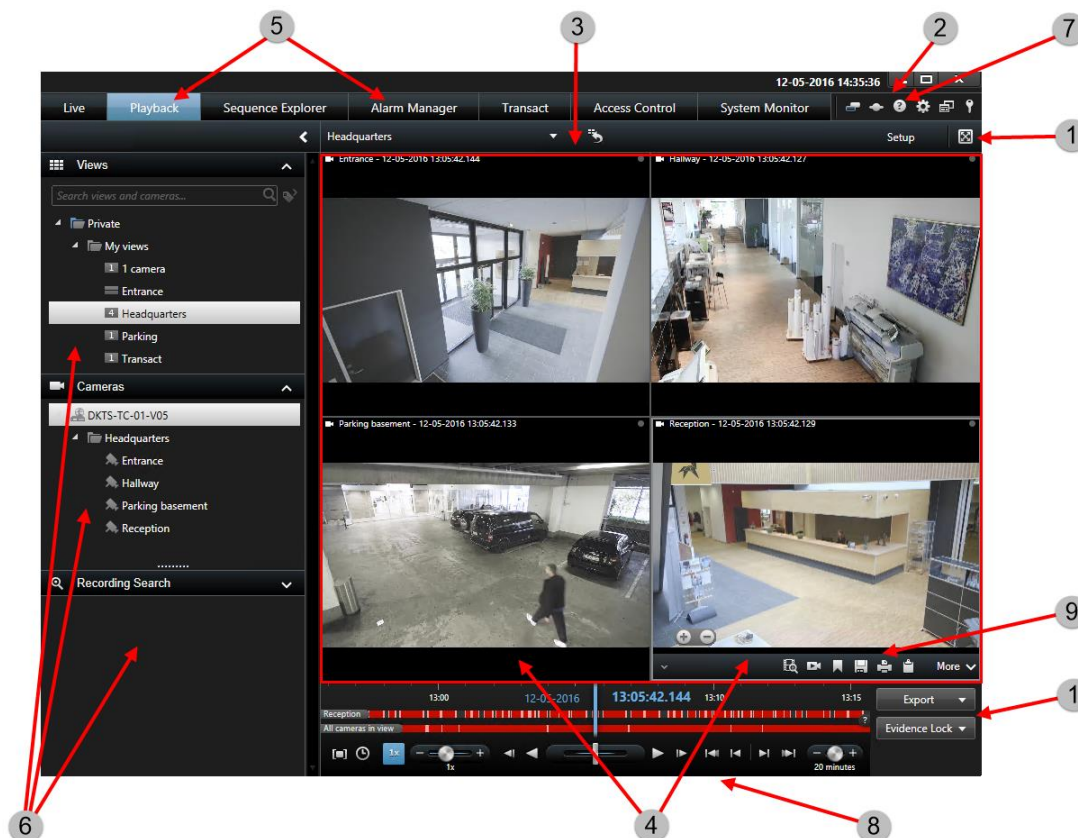 5
3
2
7
12-05-2016 14:35:36
Live Playback Sequence Explorer Alarm Manager Transact Access Control System Monitor
Headquarters
Setup
1
Views
Search views and cameras...
Private
My views
1 1 camera
Entrance
4 Headquarters
1 Parking
1 Transact
Cameras
DKTS-TC-01-V05
Headquarters
Entrance
Hallway
Parking basement
Reception
Recording Search
Entrance - 12-05-2016 13:05:42.144
Hallway - 12-05-2016 13:05:42.127
Parking basement - 12-05-2016 13:05:42.133
Reception - 12-05-2016 13:05:42.129
9
More
13:00 12-05-2016 13:05:42.144 13:10 13:15
Reception
?
All cameras in view
1x
1x
20 minutes
Export
Evidence Lock
1
6
4
8